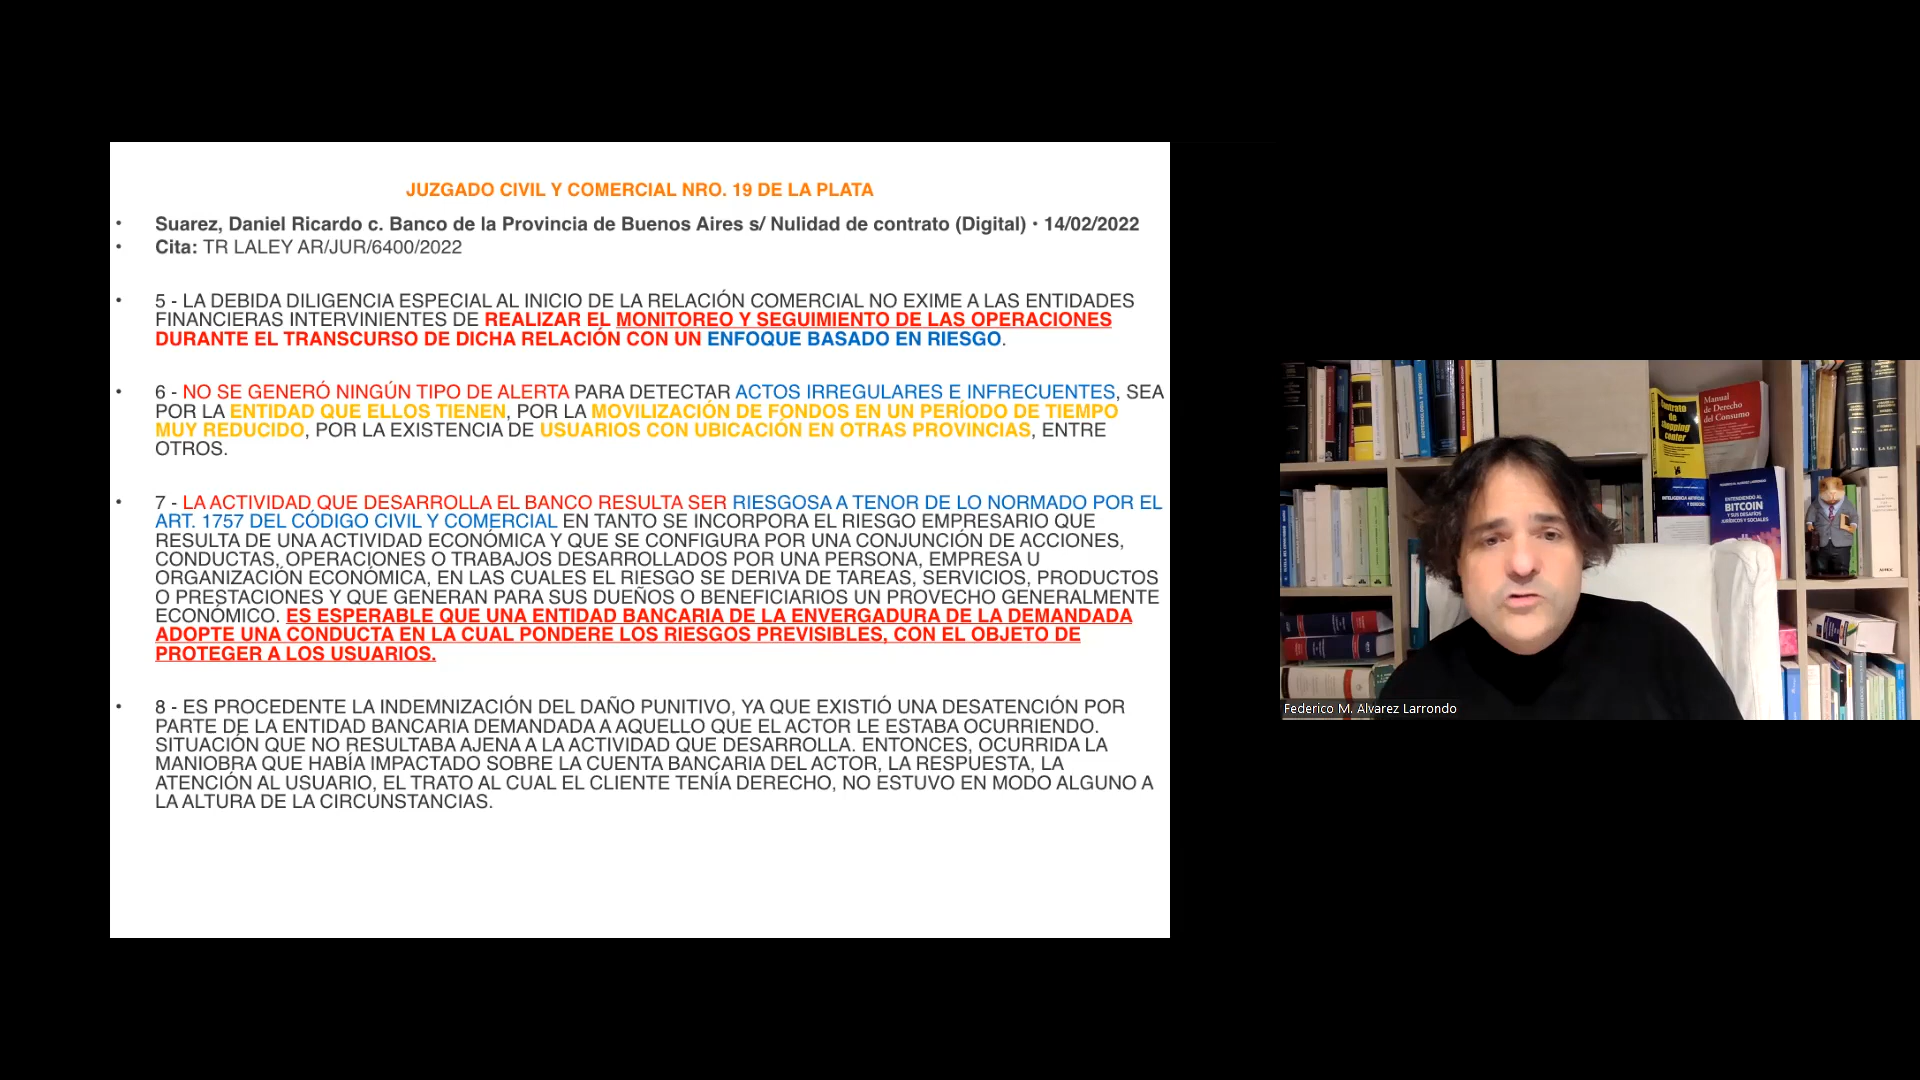 JUZGADO CIVIL Y COMERCIAL NRO. 19 DE LA PLATA
• Suarez, Daniel Ricardo c. Banco de la Provincia de Buenos Aires s/ Nulidad de contrato (Digital) • 14/02/2022
• Cita: TR LALEY AR/JUR/6400/2022
• 5 - LA DEBIDA DILIGENCIA ESPECIAL AL INICIO DE LA RELACIÓN COMERCIAL NO EXIME A LAS ENTIDADES
FINANCIERAS INTERVINIENTES DE REALIZAR EL MONITOREO Y SEGUIMIENTO DE LAS OPERACIONES
DURANTE EL TRANSCURSO DE DICHA RELACIÓN CON UN ENFOQUE BASADO EN RIESGO.
• 6 - NO SE GENERÓ NINGÚN TIPO DE ALERTA PARA DETECTAR ACTOS IRREGULARES E INFRECUENTES, SEA
POR LA ENTIDAD QUE ELLOS TIENEN, POR LA MOVILIZACIÓN DE FONDOS EN UN PERÍODO DE TIEMPO
MUY REDUCIDO, POR LA EXISTENCIA DE USUARIOS CON UBICACIÓN EN OTRAS PROVINCIAS, ENTRE
OTROS.
• 7 - LA ACTIVIDAD QUE DESARROLLA EL BANCO RESULTA SER RIESGOSA A TENOR DE LO NORMADO POR EL
ART. 1757 DEL CÓDIGO CIVIL Y COMERCIAL EN TANTO SE INCORPORA EL RIESGO EMPRESARIO QUE
RESULTA DE UNA ACTIVIDAD ECONÓMICA Y QUE SE CONFIGURA POR UNA CONJUNCIÓN DE ACCIONES,
CONDUCTAS, OPERACIONES O TRABAJOS DESARROLLADOS POR UNA PERSONA, EMPRESA U
ORGANIZACIÓN ECONÓMICA, EN LAS CUALES EL RIESGO SE DERIVA DE TAREAS, SERVICIOS, PRODUCTOS
O PRESTACIONES Y QUE GENERAN PARA SUS DUEÑOS O BENEFICIARIOS UN PROVECHO GENERALMENTE
ECONÓMICO. ES ESPERABLE QUE UNA ENTIDAD BANCARIA DE LA ENVERGADURA DE LA DEMANDADA
ADOPTE UNA CONDUCTA EN LA CUAL PONDERE LOS RIESGOS PREVISIBLES, CON EL OBJETO DE
PROTEGER A LOS USUARIOS.
• 8 - ES PROCEDENTE LA INDEMNIZACIÓN DEL DAÑO PUNITIVO, YA QUE EXISTIÓ UNA DESATENCIÓN POR
PARTE DE LA ENTIDAD BANCARIA DEMANDADA A AQUELLO QUE EL ACTOR LE ESTABA OCURRIENDO.
SITUACIÓN QUE NO RESULTABA AJENA A LA ACTIVIDAD QUE DESARROLLA. ENTONCES, OCURRIDA LA
MANIOBRA QUE HABÍA IMPACTADO SOBRE LA CUENTA BANCARIA DEL ACTOR, LA RESPUESTA, LA
ATENCIÓN AL USUARIO, EL TRATO AL CUAL EL CLIENTE TENÍA DERECHO, NO ESTUVO EN MODO ALGUNO A
LA ALTURA DE LA CIRCUNSTANCIAS.
Contrato
de
shopping
center
Manual
de Derecho
del Consumo
ENTENDIENDO AL
BITCOIN
Y SUS DESAFÍOS
JURÍDICOS Y SOCIALES
Federico M. Alvarez Larrondo